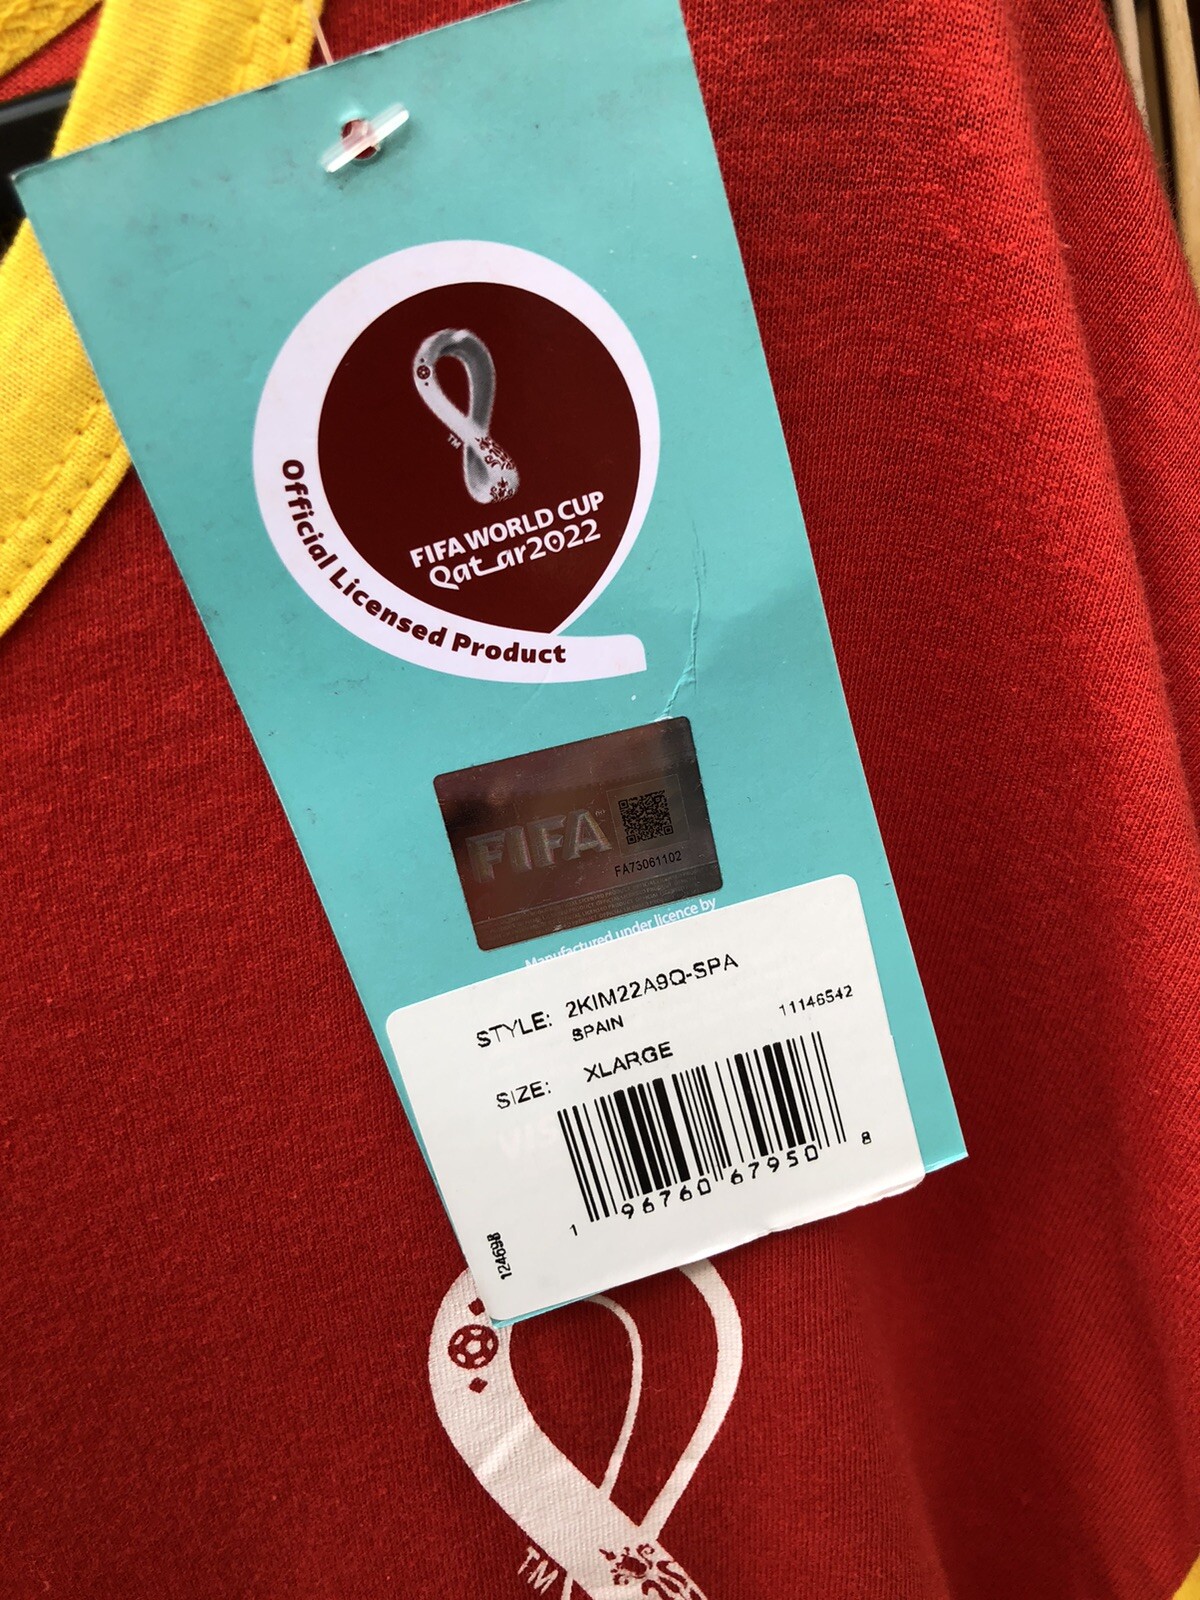 Official Licensed Product
TM
FIFA WORLD CUP
Qatar2022
FIFA
FA73061102
Manufactured under licence by
STYLE: 2KIM22A9Q-SPA
SPAIN
11146542
SIZE: XLARGE
1 96760 67950 8
124698
TM